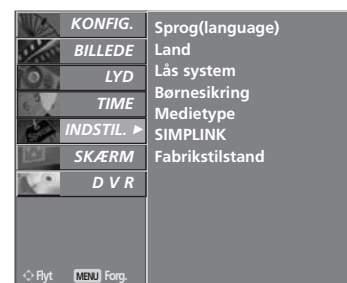 KONFIG.
BILLEDE
LYD
TIME
INDSTIL. ►
SKÆRM
D V R
Sprog(language)
Land
Lås system
Børnesikring
Medietype
SIMPLINK
Fabrikstilstand
Flyt MENU Forg.